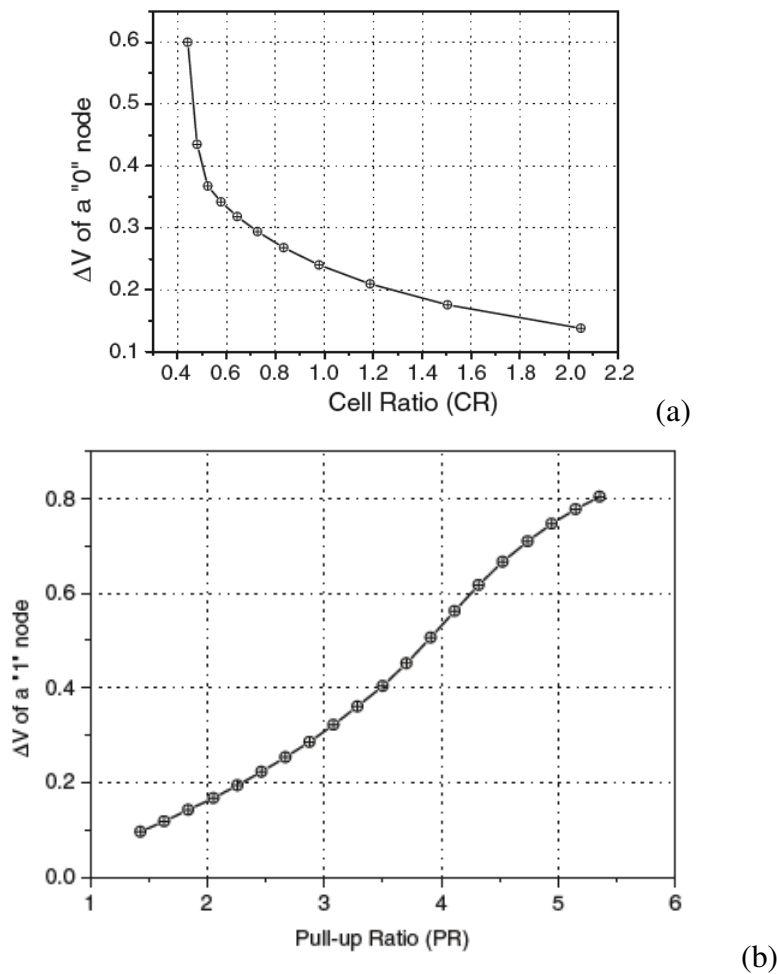 0.6
0.5
0.4
0.3
0.2
0.1
ΔV of a "0" node
0.4 0.6 0.8 1.0 1.2 1.4 1.6 1.8 2.0 2.2
Cell Ratio (CR)
(a)
0.8
0.6
0.4
0.2
0.0
ΔV of a "1" node
1 2 3 4 5 6
Pull-up Ratio (PR)
(b)